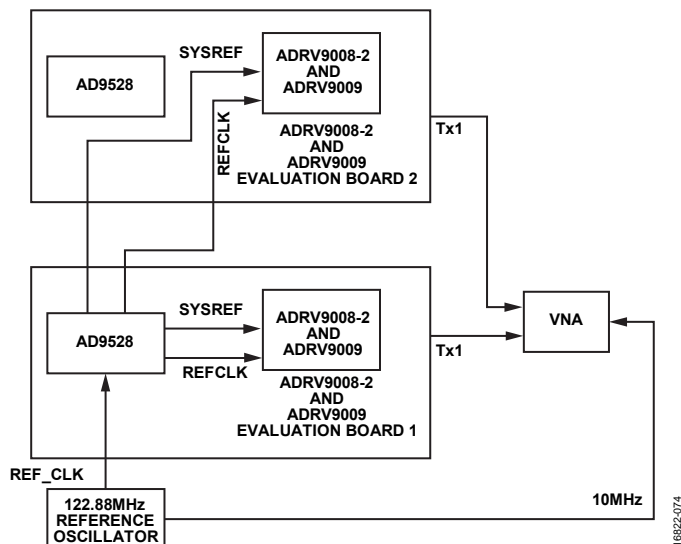 SYSREF
AD9528
ADRV9008-2
AND
ADRV9009
REFCLK
ADRV9008-2
AND
ADRV9009
EVALUATION BOARD 2
Tx1
SYSREF
AD9528
ADRV9008-2
AND
ADRV9009
REFCLK
ADRV9008-2
AND
ADRV9009
EVALUATION BOARD 1
Tx1
VNA
REF_CLK
122.88MHz
REFERENCE
OSCILLATOR
10MHz
16822-074